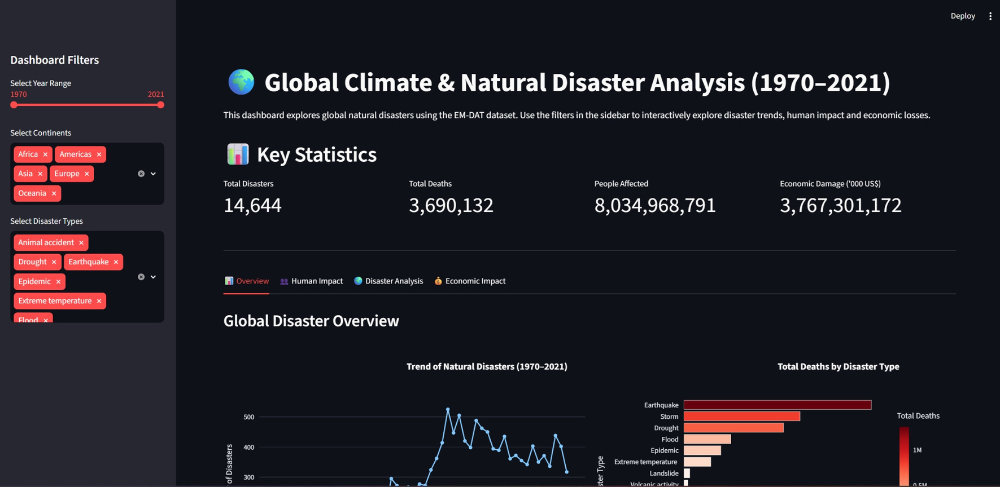 Deploy
Dashboard Filters
Select Year Range
1970 2021
Select Continents
Africa Americas
Asia Europe
Oceania
Select Disaster Types
Animal accident
Drought Earthquake
Epidemic
Extreme temperature
Flood
Global Climate & Natural Disaster Analysis (1970–2021)
This dashboard explores global natural disasters using the EM-DAT dataset. Use the filters in the sidebar to interactively explore disaster trends, human impact and economic losses.
Key Statistics
Total Disasters Total Deaths People Affected Economic Damage ('000 US$)
14,644 3,690,132 8,034,968,791 3,767,301,172
Overview Human Impact Disaster Analysis Economic Impact
Global Disaster Overview
Trend of Natural Disasters (1970–2021)
500
400
300
of Disasters
Total Deaths by Disaster Type
Earthquake
Storm
Drought
Flood
Epidemic
Extreme temperature
Landslide
Volcanic activity
ster Type
Total Deaths
1M
0.5M